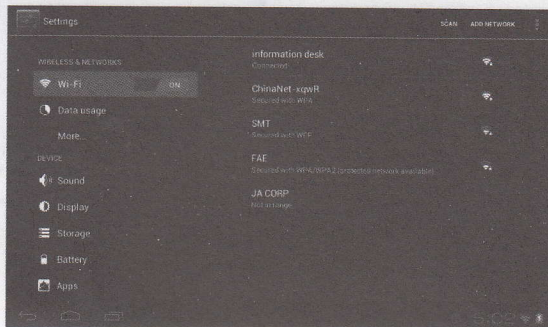 Settings
SCAN ADD NETWORK
WIRELESS & NETWORKS
Wi-Fi ON
Data usage
More...
DEVICE
Sound
Display
Storage
Battery
Apps
information desk
Connected
ChinaNet-xqwR
Secured with WPA
SMT
Secured with WEP
FAE
Secured with WPA/WPA2 (protected network available)
JA CORP
Not in range